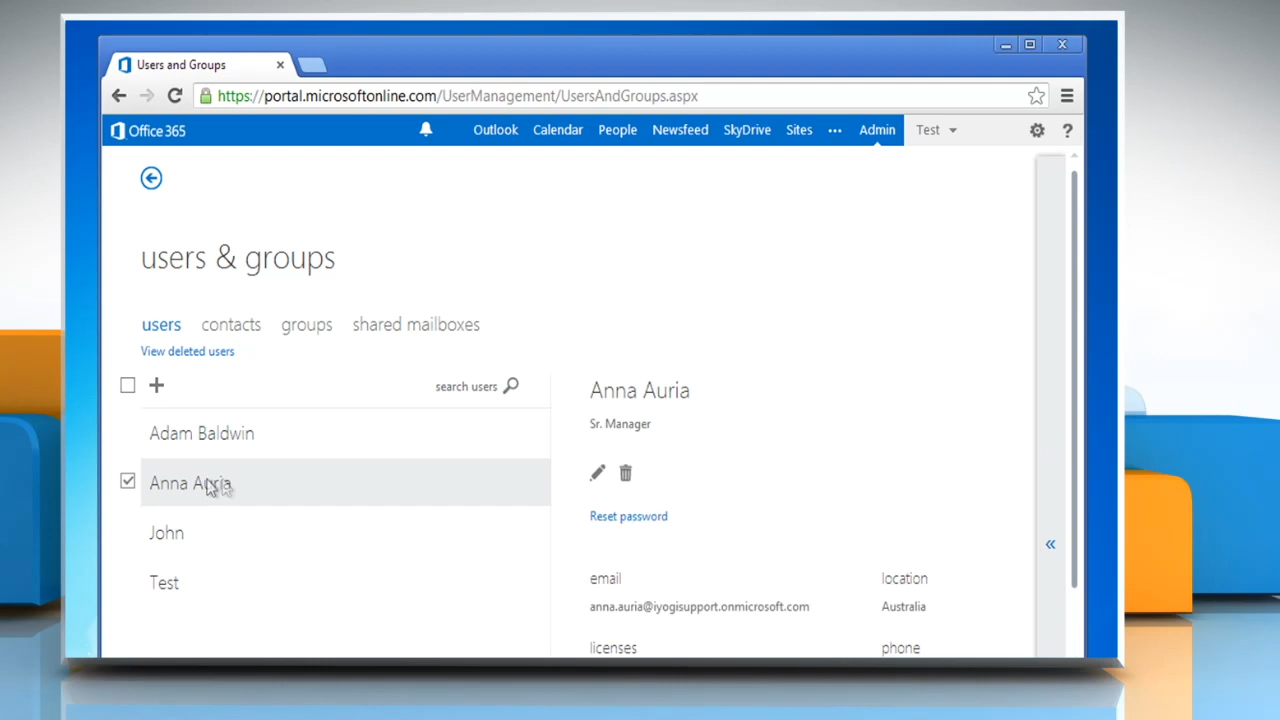 Users and Groups
https://portal.microsoftonline.com/UserManagement/UsersAndGroups.aspx
Office 365 Outlook Calendar People Newsfeed SkyDrive Sites ... Admin Test ?
users & groups
users contacts groups shared mailboxes
View deleted users
search users
Adam Baldwin
Anna Auria
John
Test
Anna Auria
Sr. Manager
Reset password
email location
anna.auria@iyogisupport.onmicrosoft.com Australia
licenses phone